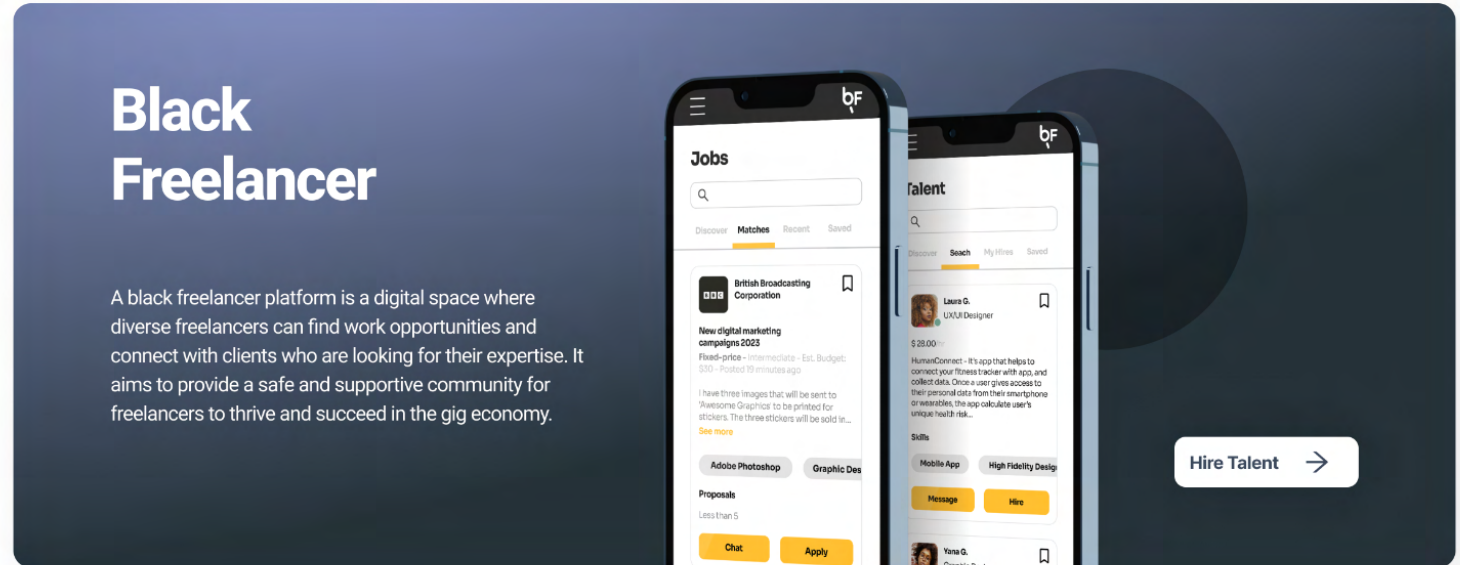 Black
Freelancer
A black freelancer platform is a digital space where
diverse freelancers can find work opportunities and
connect with clients who are looking for their expertise. It
aims to provide a safe and supportive community for
freelancers to thrive and succeed in the gig economy.
bF
Jobs
Discover Matches Recent Saved
BBC
British Broadcasting
Corporation
New digital marketing
campaigns 2023
Fixed-price - Intermediate - Est. Budget:
$30 - Posted 19 minutes ago
I have three images that will be sent to
'Awesome Graphics' to be printed for
stickers. The three stickers will be sold in...
See more
Adobe Photoshop Graphic Des
Proposals
Less than 5
Chat Apply
bF
Talent
Discover Seach My Hires Saved
Laura G.
UX/UI Designer
$ 28.00/hr
HumanConnect - It's app that helps to
connect your fitness tracker with app, and
collect data. Once a user gives access to
their personal data from their smartphone
or wearables, the app calculate user's
unique health risk...
Skills
Mobile App High Fidelity Desig
Message Hire
Yana G.
Hire Talent